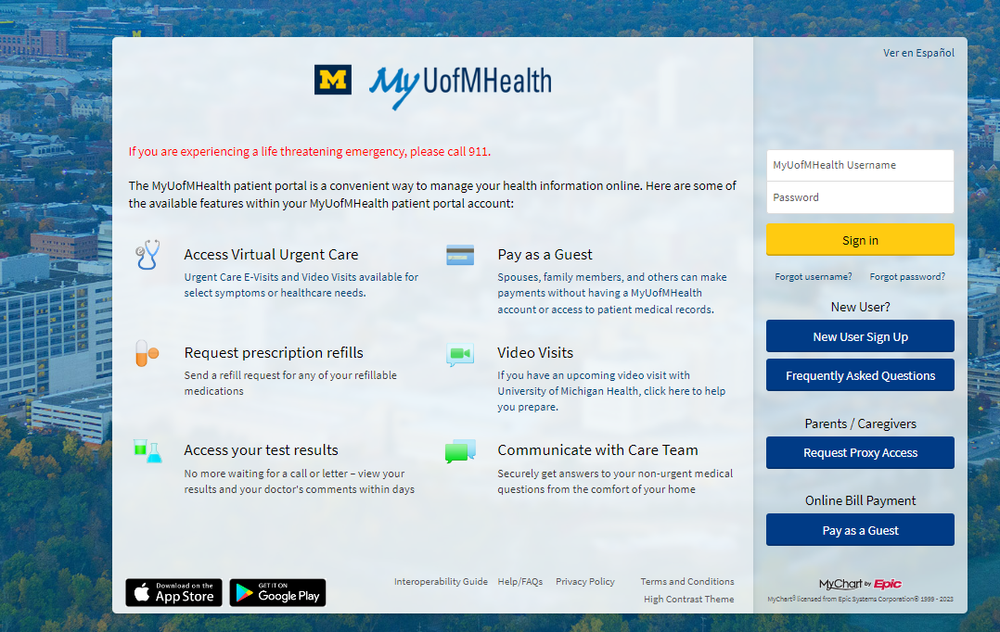 M
My UofMHealth
If you are experiencing a life threatening emergency, please call 911.
The MyUofMHealth patient portal is a convenient way to manage your health information online. Here are some of
the available features within your MyUofMHealth patient portal account:
Access Virtual Urgent Care
Urgent Care E-Visits and Video Visits available for
select symptoms or healthcare needs.
Pay as a Guest
Spouses, family members, and others can make
payments without having a MyUofMHealth
account or access to patient medical records.
Request prescription refills
Send a refill request for any of your refillable
medications
Video Visits
If you have an upcoming video visit with
University of Michigan Health, click here to help
you prepare.
Access your test results
No more waiting for a call or letter – view your
results and your doctor's comments within days
Communicate with Care Team
Securely get answers to your non-urgent medical
questions from the comfort of your home
Download on the
App Store
GET IT ON
Google Play
Interoperability Guide Help/FAQs Privacy Policy Terms and Conditions
High Contrast Theme
Ver en Español
MyUofMHealth Username
Password
Sign in
Forgot username? Forgot password?
New User?
New User Sign Up
Frequently Asked Questions
Parents / Caregivers
Request Proxy Access
Online Bill Payment
Pay as a Guest
MyChart by Epic
MyChart® licensed from Epic Systems Corporation® 1999 - 2023